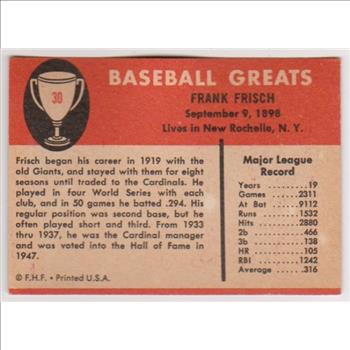 30
BASEBALL GREATS
FRANK FRISCH
September 9, 1898
Lives in New Rochelle, N. Y.
Frisch began his career in 1919 with the
old Giants, and stayed with them for eight
seasons until traded to the Cardinals. He
played in four World Series with each
club, and in 50 games he batted .294. His
regular position was second base, but he
often played short and third. From 1933
thru 1937, he was the Cardinal manager
and was voted into the Hall of Fame in
1947.
© F.H.F. • Printed U.S.A.
Major League
Record
Years ........ 19
Games ........ 2311
At Bat ........ 9112
Runs ........ 1532
Hits ........ 2880
2b ........ 466
3b ........ 138
HR ........ 105
RBI ........ 1242
Average ........ .316